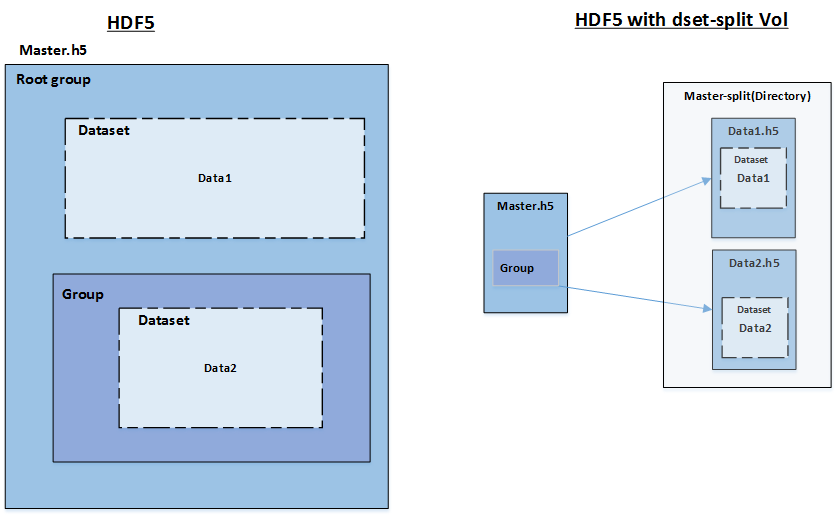 HDF5
Master.h5
Root group
Dataset
Data1
Group
Dataset
Data2
HDF5 with dset-split Vol
Master-split(Directory)
Data1.h5
Dataset
Data1
Master.h5
Group
Data2.h5
Dataset
Data2